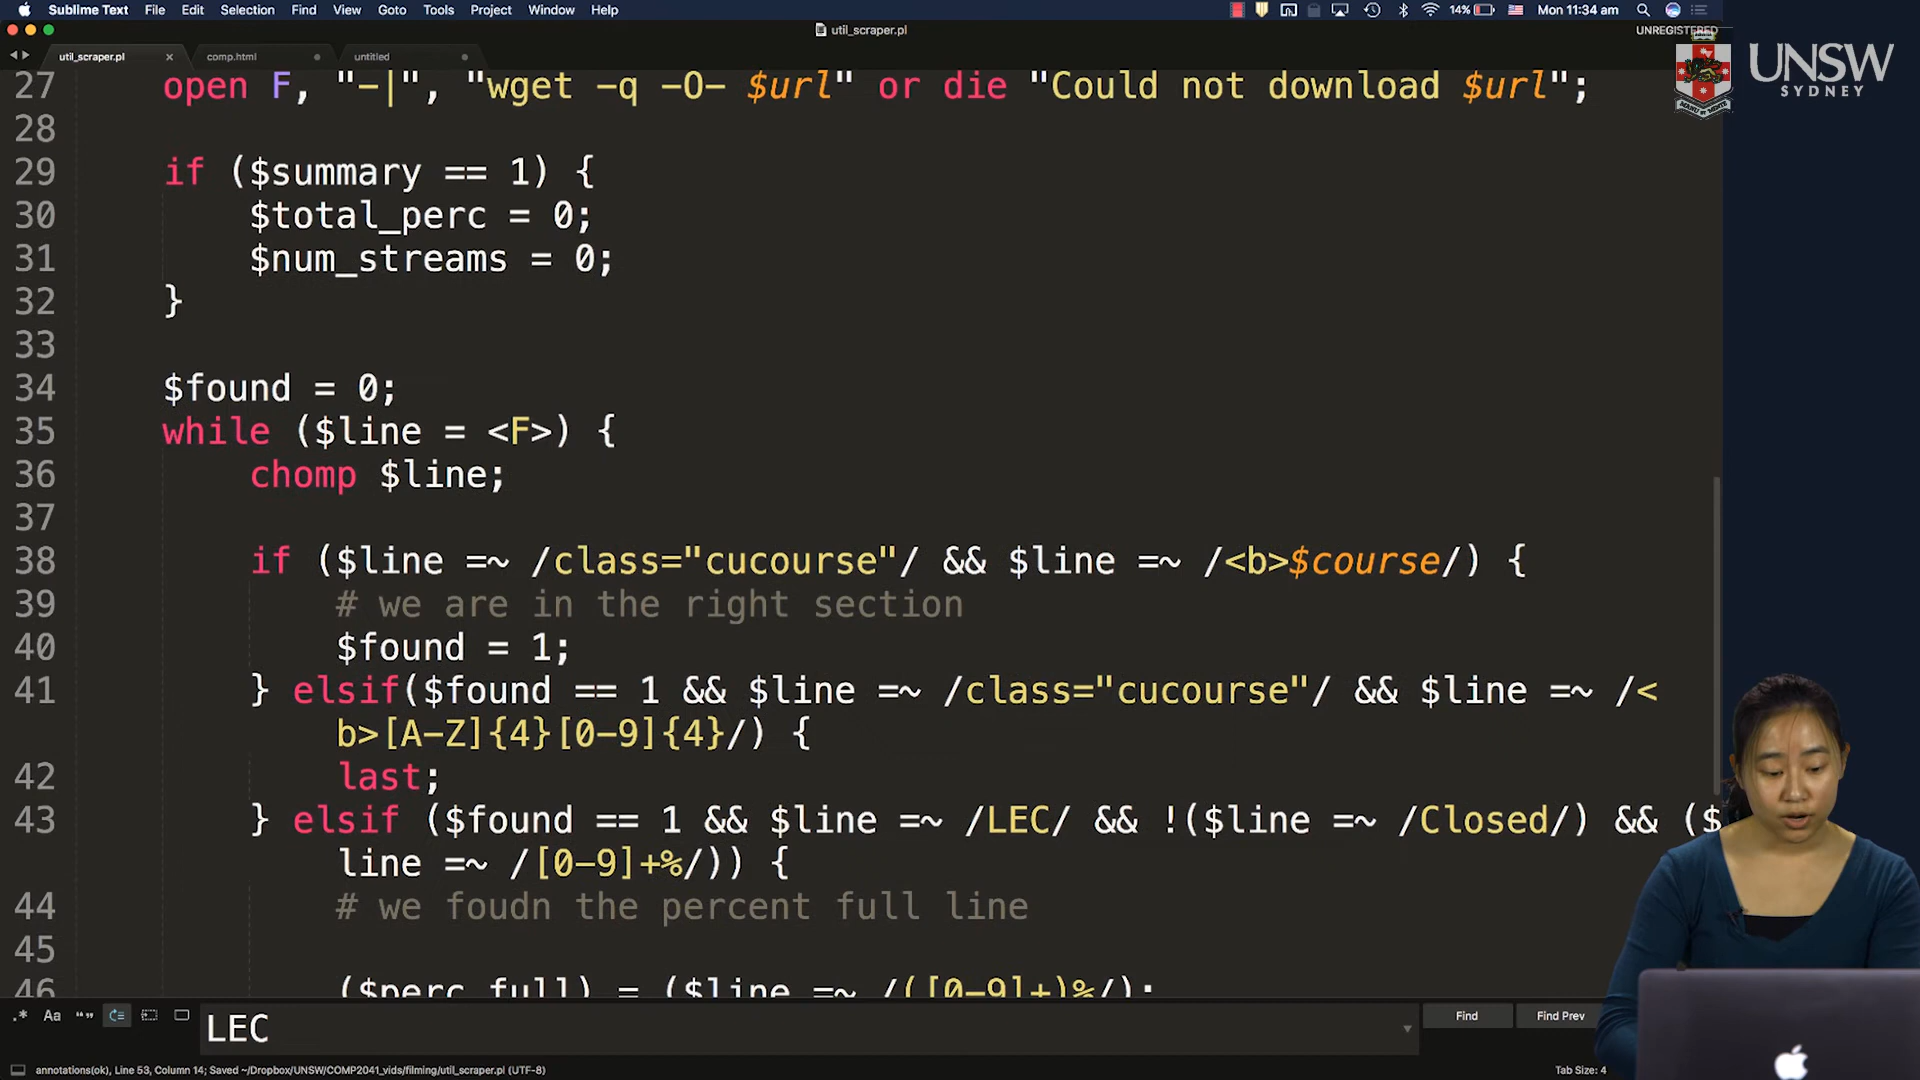 Sublime Text File Edit Selection Find View Goto Tools Project Window Help 14% Mon 11:34 am
util_scraper.pl UNREGISTERED
util_scraper.pl × comp.html untitled
UNSW
SYDNEY
27 open F, "-|", "wget -q -O- $url" or die "Could not download $url";
28
29 if ($summary == 1) {
30 $total_perc = 0;
31 $num_streams = 0;
32 }
33
34 $found = 0;
35 while ($line = <F>) {
36 chomp $line;
37
38 if ($line =~ /class="cucourse"/ && $line =~ /<b>$course/) {
39 # we are in the right section
40 $found = 1;
41 } elsif($found == 1 && $line =~ /class="cucourse"/ && $line =~ /<
b>[A-Z]{4}[0-9]{4}/) {
42 last;
43 } elsif ($found == 1 && $line =~ /LEC/ && !($line =~ /Closed/) && ($
line =~ /[0-9]+%/)) {
44 # we foudn the percent full line
45
46 ($perc_full) = ($line =~ /([0-9]+)%/);
.* Aa “” LEC Find Find Prev
annotations(ok), Line 53, Column 14; Saved ~/Dropbox/UNSW/COMP2041_vids/filming/util_scraper.pl (UTF-8) Tab Size: 4